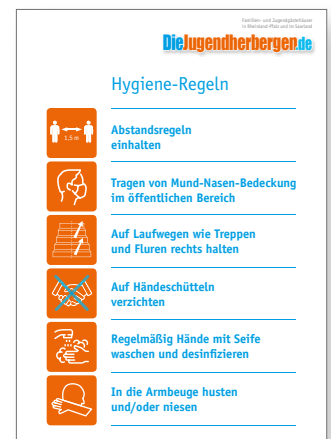 Familien- und Jugendgästehäuser
in Rheinland-Pfalz und im Saarland
DieJugendherbergen.de
Hygiene-Regeln
1,5 m
Abstandsregeln
einhalten
Tragen von Mund-Nasen-Bedeckung
im öffentlichen Bereich
Auf Laufwegen wie Treppen
und Fluren rechts halten
Auf Händeschütteln
verzichten
Regelmäßig Hände mit Seife
waschen und desinfizieren
In die Armbeuge husten
und/oder niesen